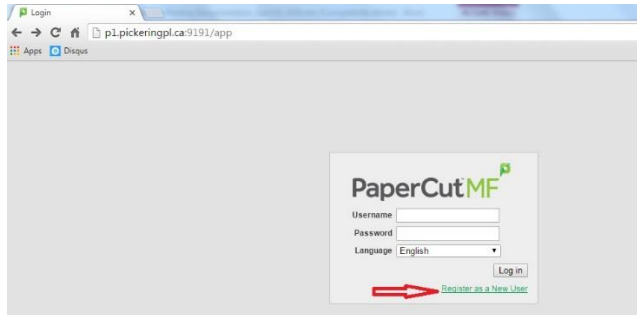 Login
p1.pickeringpl.ca:9191/app
Apps Disqus
PaperCut MF
Username
Password
Language English
Log in
Register as a New User